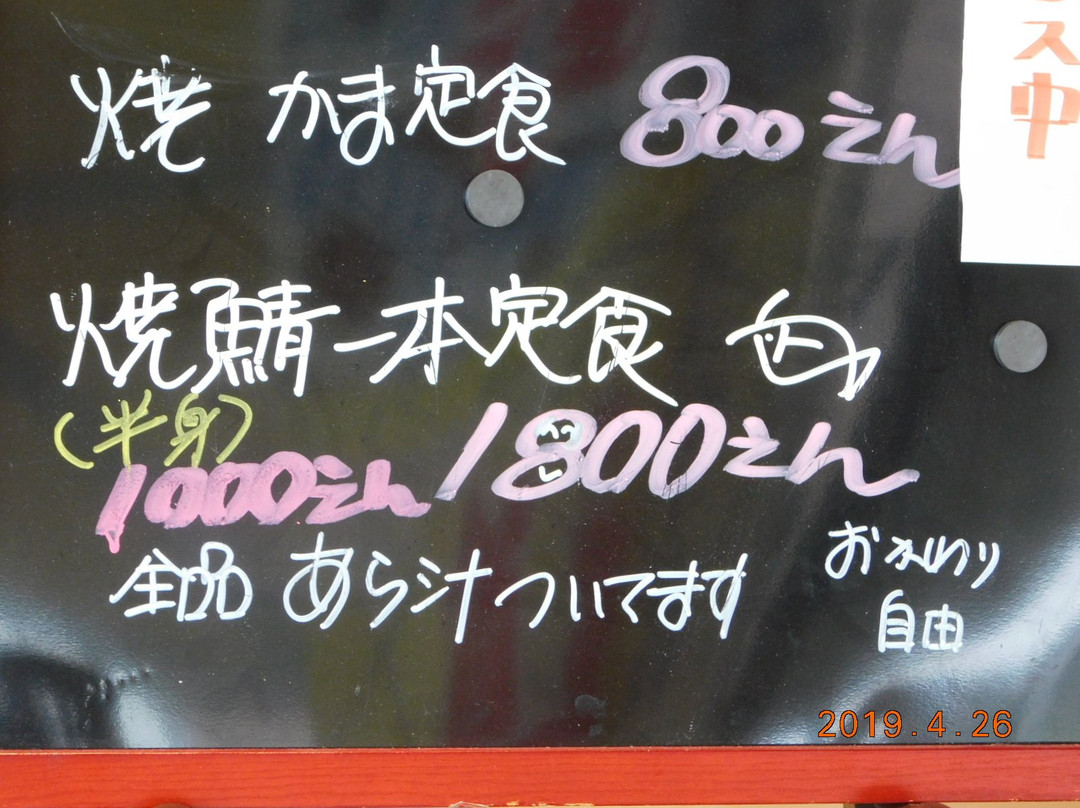 焼 かま定食 800えん
ス中
焼鯖一本定食
(半身)
1000えん 1800えん
全品 あら汁ついてます
おかわり
自由
2019.4.26